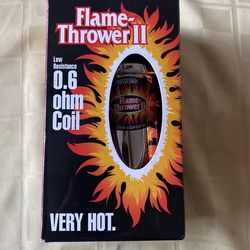 Flame-
Thrower II
Low
Resistance
0.6
ohm
Coil
Flame-
Thrower II
VERY HOT.